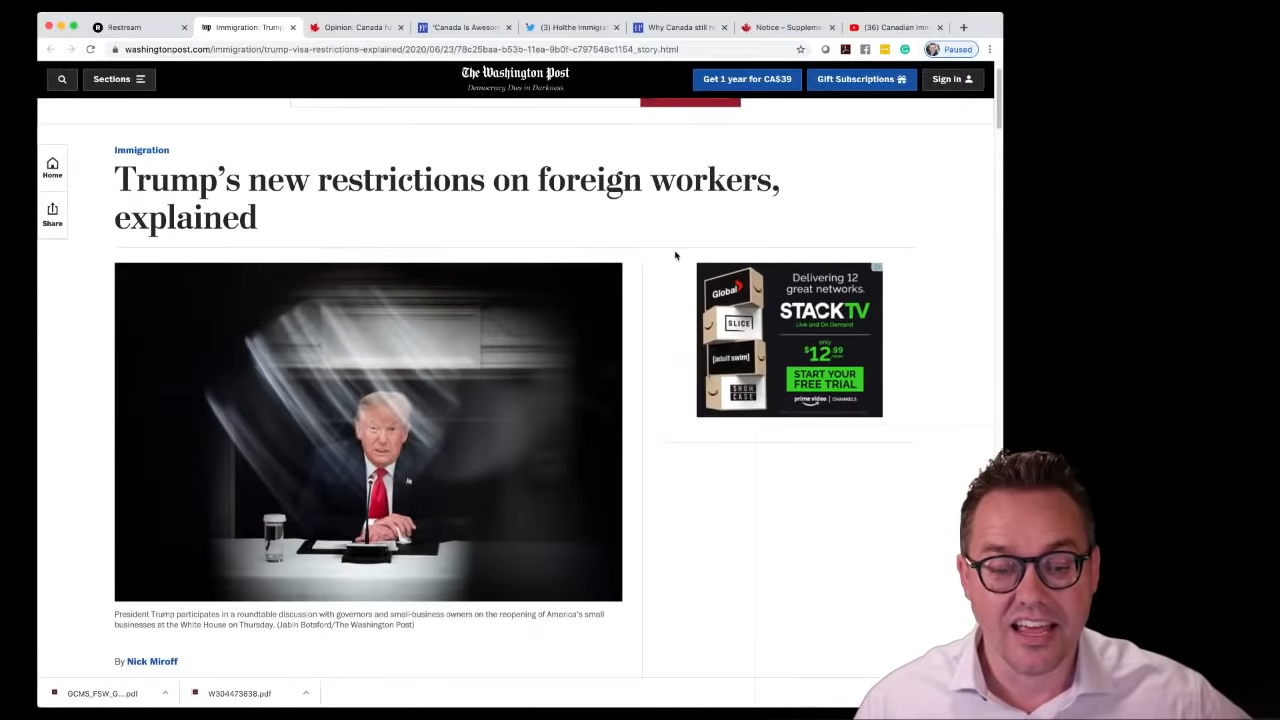 Restream
Immigration: Trump
Opinion: Canada he
'Canada Is Awesom
(3) Holthe Immigrat
Why Canada still n
Notice – Suppleme
(36) Canadian Imm
washingtonpost.com/immigration/trump-visa-restrictions-explained/2020/06/23/78c25baa-b53b-11ea-9b0f-c797548c1154_story.html
Paused
Sections
The Washington Post
Democracy Dies in Darkness
Get 1 year for CA$39
Gift Subscriptions
Sign in
Home
Share
Immigration
Trump's new restrictions on foreign workers,
explained
Global
SLICE
[adult swim]
SHOWCASE
Delivering 12
great networks.
STACKTV
Live and On Demand
only
$12.99
START YOUR
FREE TRIAL
prime video | CHANNELS
President Trump participates in a roundtable discussion with governors and small-business owners on the reopening of America's small
businesses at the White House on Thursday. (Jabin Botsford/The Washington Post)
By Nick Miroff
GCMS_FSW_G....pdf
W304473838.pdf